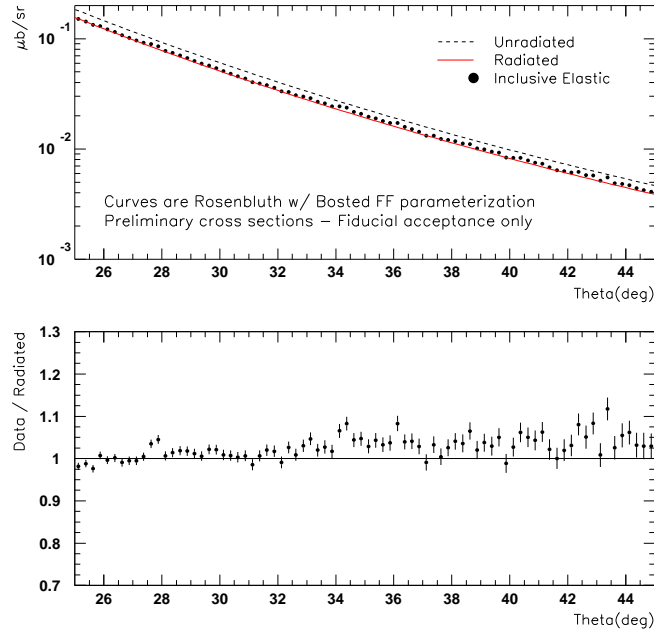 μb/sr
10 -1
10 -2
10 -3
Unradiated
Radiated
Inclusive Elastic
Curves are Rosenbluth w/ Bosted FF parameterization
Preliminary cross sections – Fiducial acceptance only
26 28 30 32 34 36 38 40 42 44
Theta(deg)
Data / Radiated
1.3
1.2
1.1
1
0.9
0.8
0.7
26 28 30 32 34 36 38 40 42 44
Theta(deg)